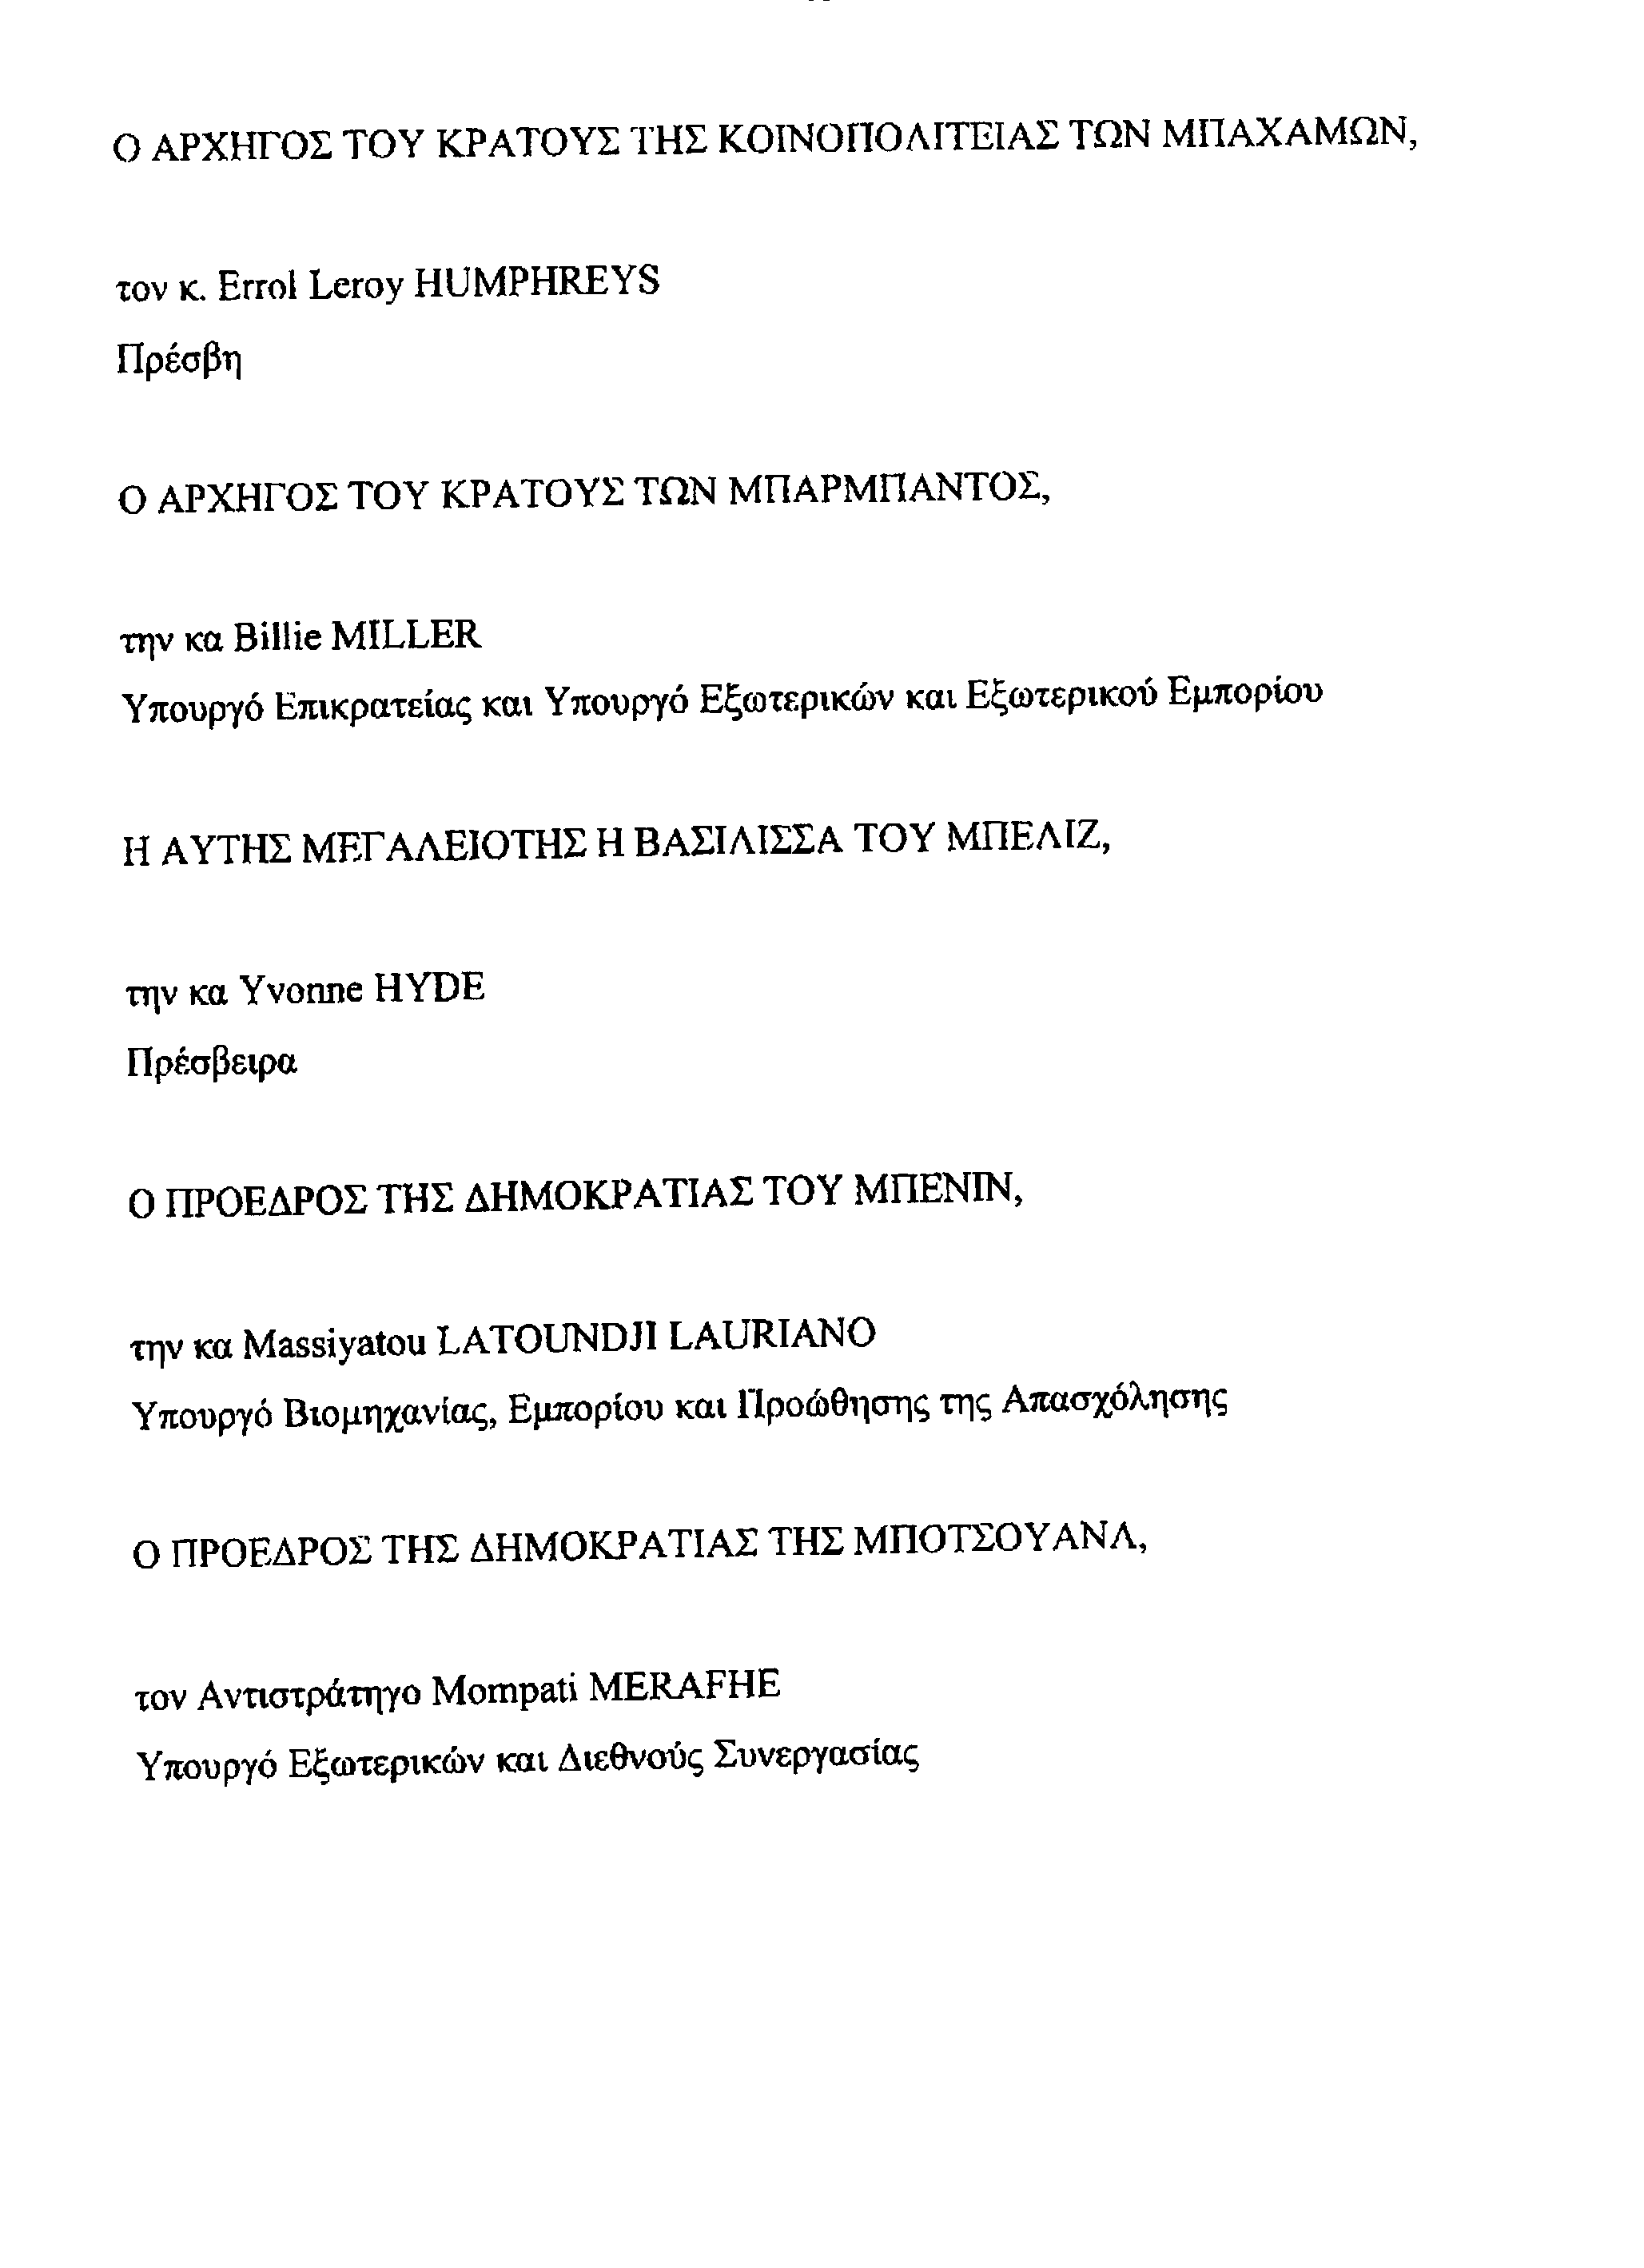 Ο ΑΡΧΗΓΟΣ ΤΟΥ ΚΡΑΤΟΥΣ ΤΗΣ ΚΟΙΝΟΠΟΛΙΤΕΙΑΣ ΤΩΝ ΜΠΑΧΑΜΩΝ,
τον κ. Errol Leroy HUMPHREYS
Πρέσβη
Ο ΑΡΧΗΓΟΣ ΤΟΥ ΚΡΑΤΟΥΣ ΤΩΝ ΜΠΑΡΜΠΑΝΤΟΣ,
την κα Billie MILLER
Υπουργό Επικρατείας και Υπουργό Εξωτερικών και Εξωτερικού Εμπορίου
Η ΑΥΤΗΣ ΜΕΓΑΛΕΙΟΤΗΣ Η ΒΑΣΙΛΙΣΣΑ ΤΟΥ ΜΠΕΛΙΖ,
την κα Yvonne HYDE
Πρέσβειρα
Ο ΠΡΟΕΔΡΟΣ ΤΗΣ ΔΗΜΟΚΡΑΤΙΑΣ ΤΟΥ ΜΠΕΝΙΝ,
την κα Massiyatou LATOUNDJI LAURIANO
Υπουργό Βιομηχανίας, Εμπορίου και Προώθησης της Απασχόλησης
Ο ΠΡΟΕΔΡΟΣ ΤΗΣ ΔΗΜΟΚΡΑΤΙΑΣ ΤΗΣ ΜΠΟΤΣΟΥΑΝΑ,
τον Αντιστράτηγο Mompati MERAFHE
Υπουργό Εξωτερικών και Διεθνούς Συνεργασίας